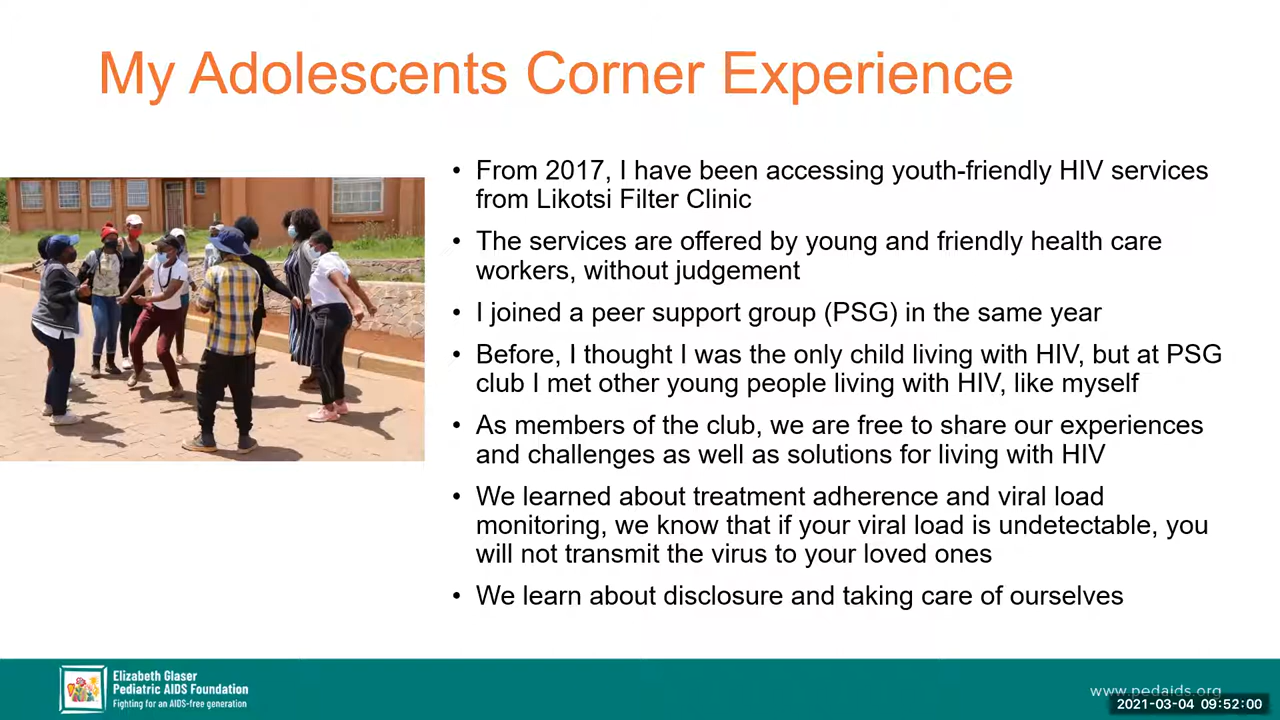 My Adolescents Corner Experience
• From 2017, I have been accessing youth-friendly HIV services
from Likotsi Filter Clinic
• The services are offered by young and friendly health care
workers, without judgement
• I joined a peer support group (PSG) in the same year
• Before, I thought I was the only child living with HIV, but at PSG
club I met other young people living with HIV, like myself
• As members of the club, we are free to share our experiences
and challenges as well as solutions for living with HIV
• We learned about treatment adherence and viral load
monitoring, we know that if your viral load is undetectable, you
will not transmit the virus to your loved ones
• We learn about disclosure and taking care of ourselves
Elizabeth Glaser
Pediatric AIDS Foundation
Fighting for an AIDS-free generation
www.pedaids.org
2021-03-04 09:52:00